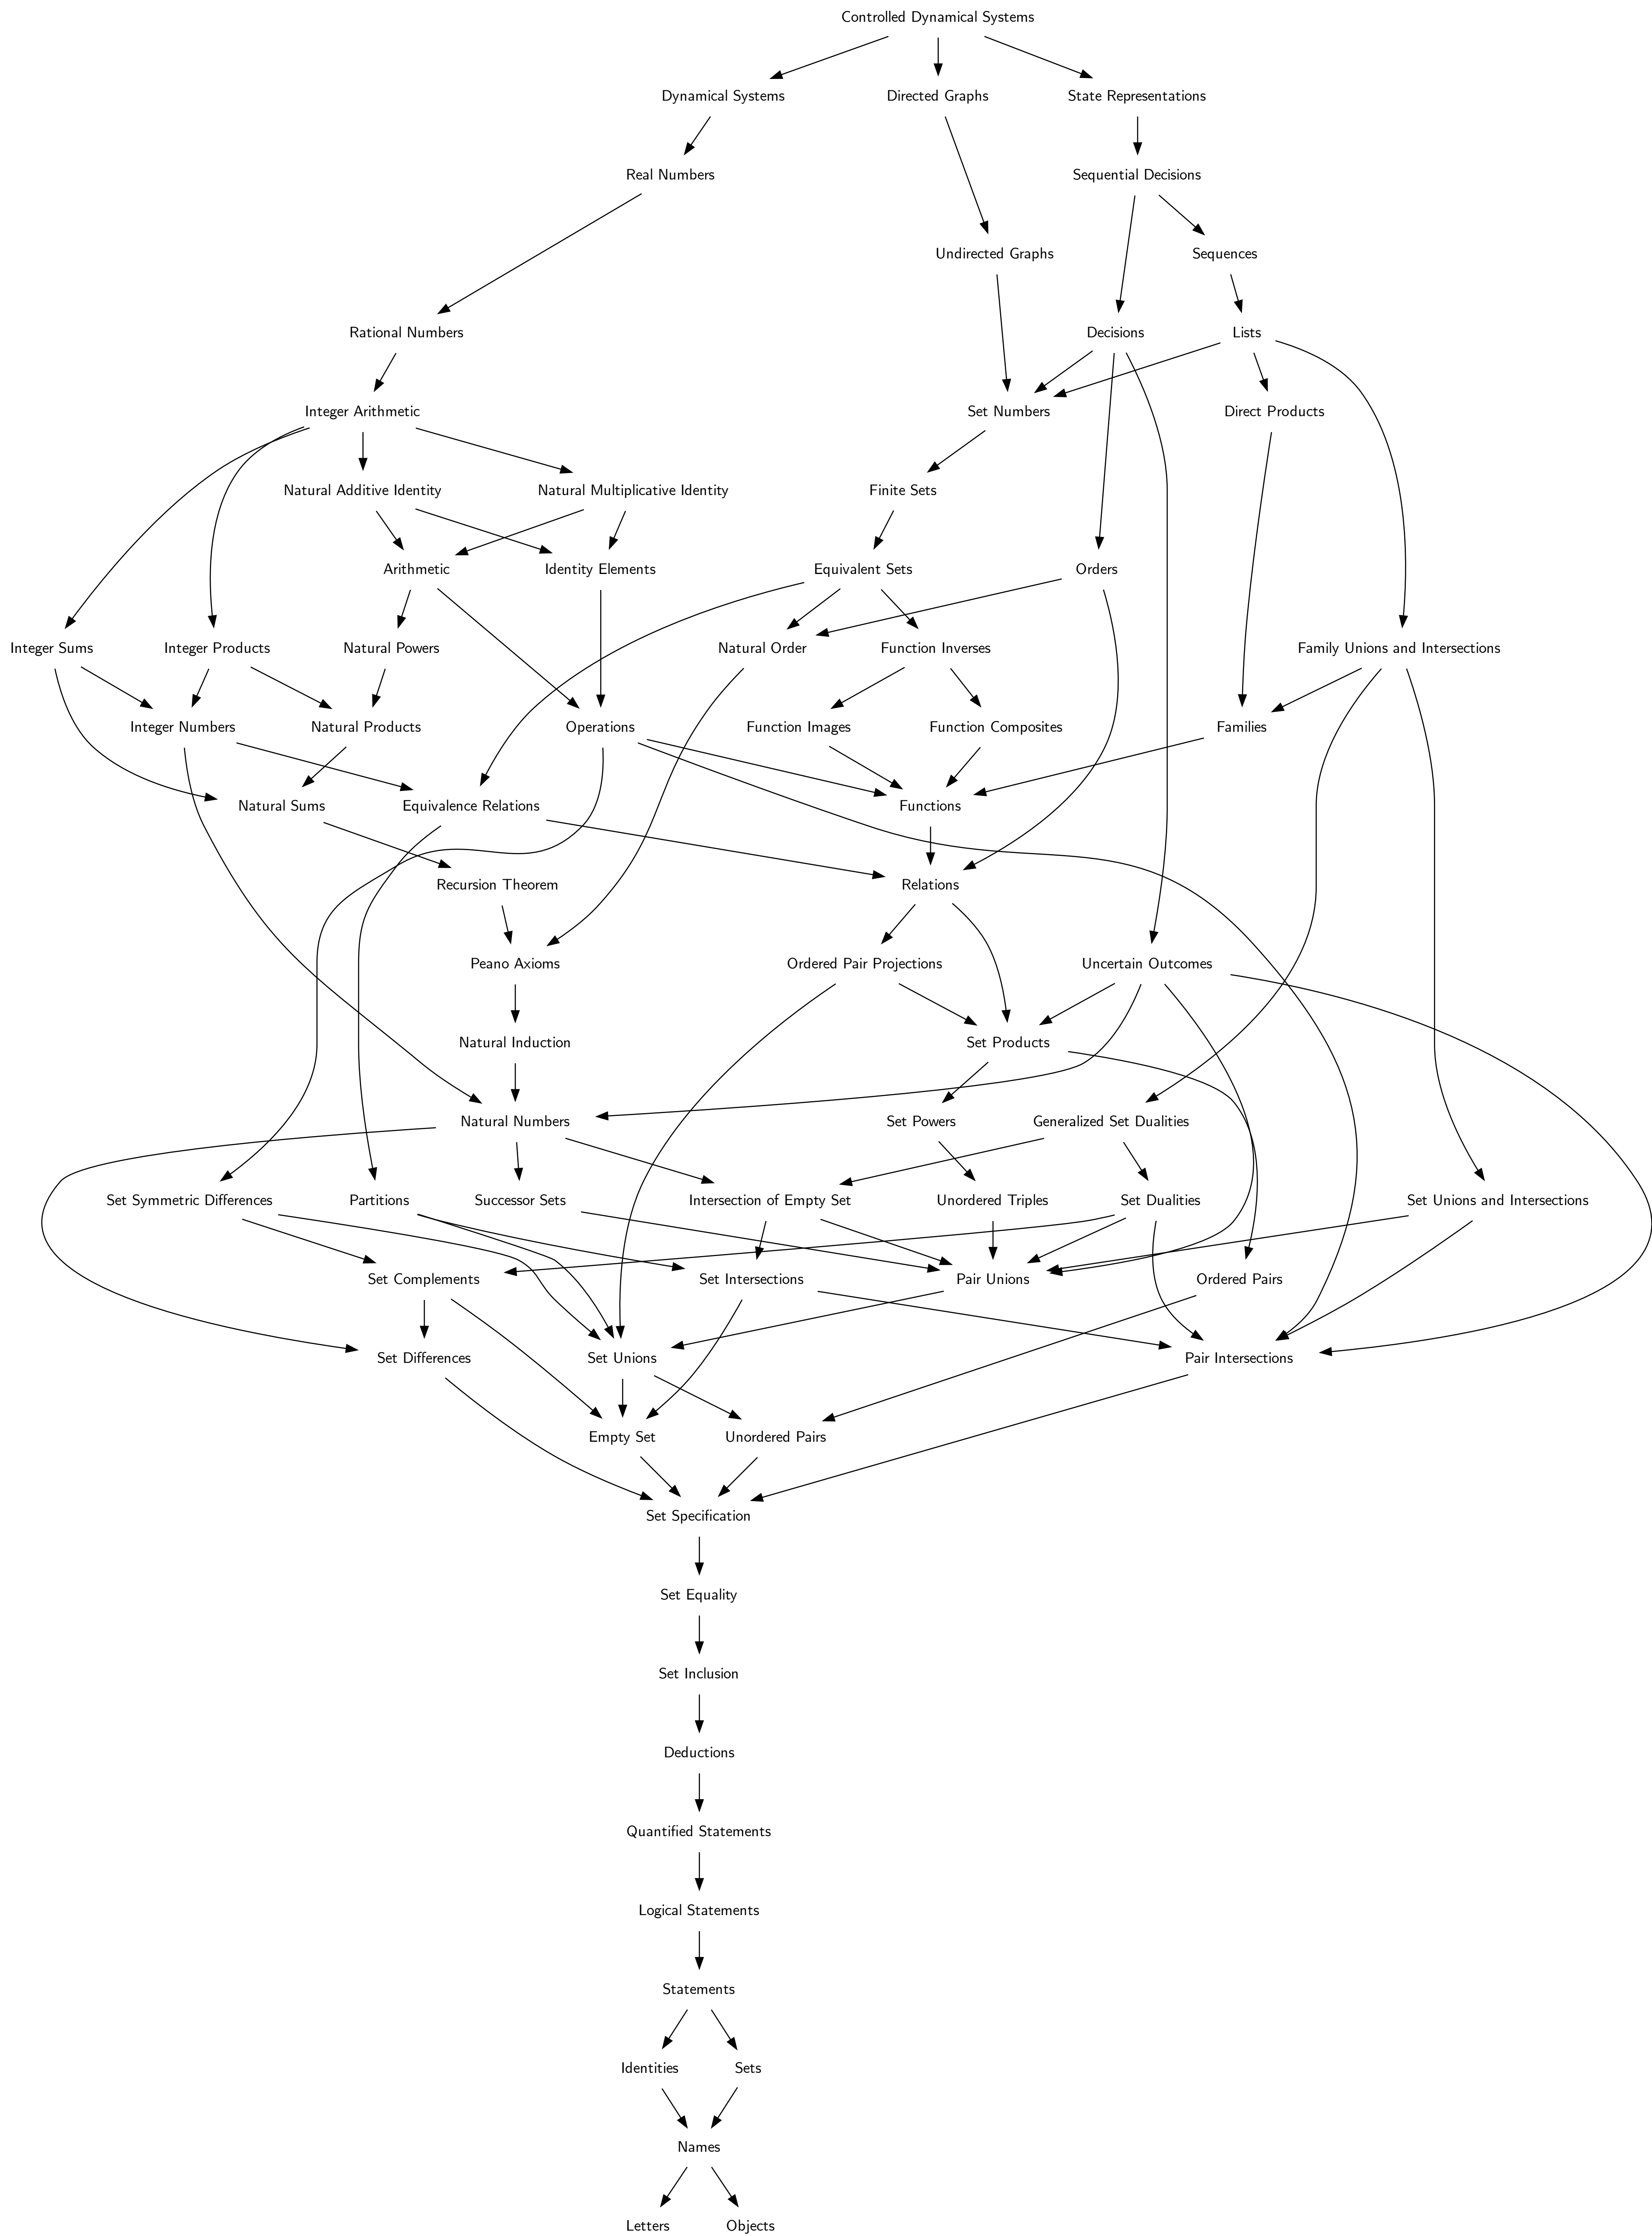 Controlled Dynamical Systems
Dynamical Systems
Directed Graphs
State Representations
Real Numbers
Sequential Decisions
Undirected Graphs
Sequences
Rational Numbers
Decisions
Lists
Integer Arithmetic
Set Numbers
Direct Products
Natural Additive Identity
Natural Multiplicative Identity
Finite Sets
Arithmetic
Identity Elements
Equivalent Sets
Orders
Integer Sums
Integer Products
Natural Powers
Natural Order
Function Inverses
Family Unions and Intersections
Integer Numbers
Natural Products
Operations
Function Images
Function Composites
Families
Natural Sums
Equivalence Relations
Functions
Recursion Theorem
Relations
Peano Axioms
Ordered Pair Projections
Uncertain Outcomes
Natural Induction
Set Products
Natural Numbers
Set Powers
Generalized Set Dualities
Set Symmetric Differences
Partitions
Successor Sets
Intersection of Empty Set
Unordered Triples
Set Dualities
Set Unions and Intersections
Set Complements
Set Intersections
Pair Unions
Ordered Pairs
Set Differences
Set Unions
Pair Intersections
Empty Set
Unordered Pairs
Set Specification
Set Equality
Set Inclusion
Deductions
Quantified Statements
Logical Statements
Statements
Identities
Sets
Names
Letters
Objects